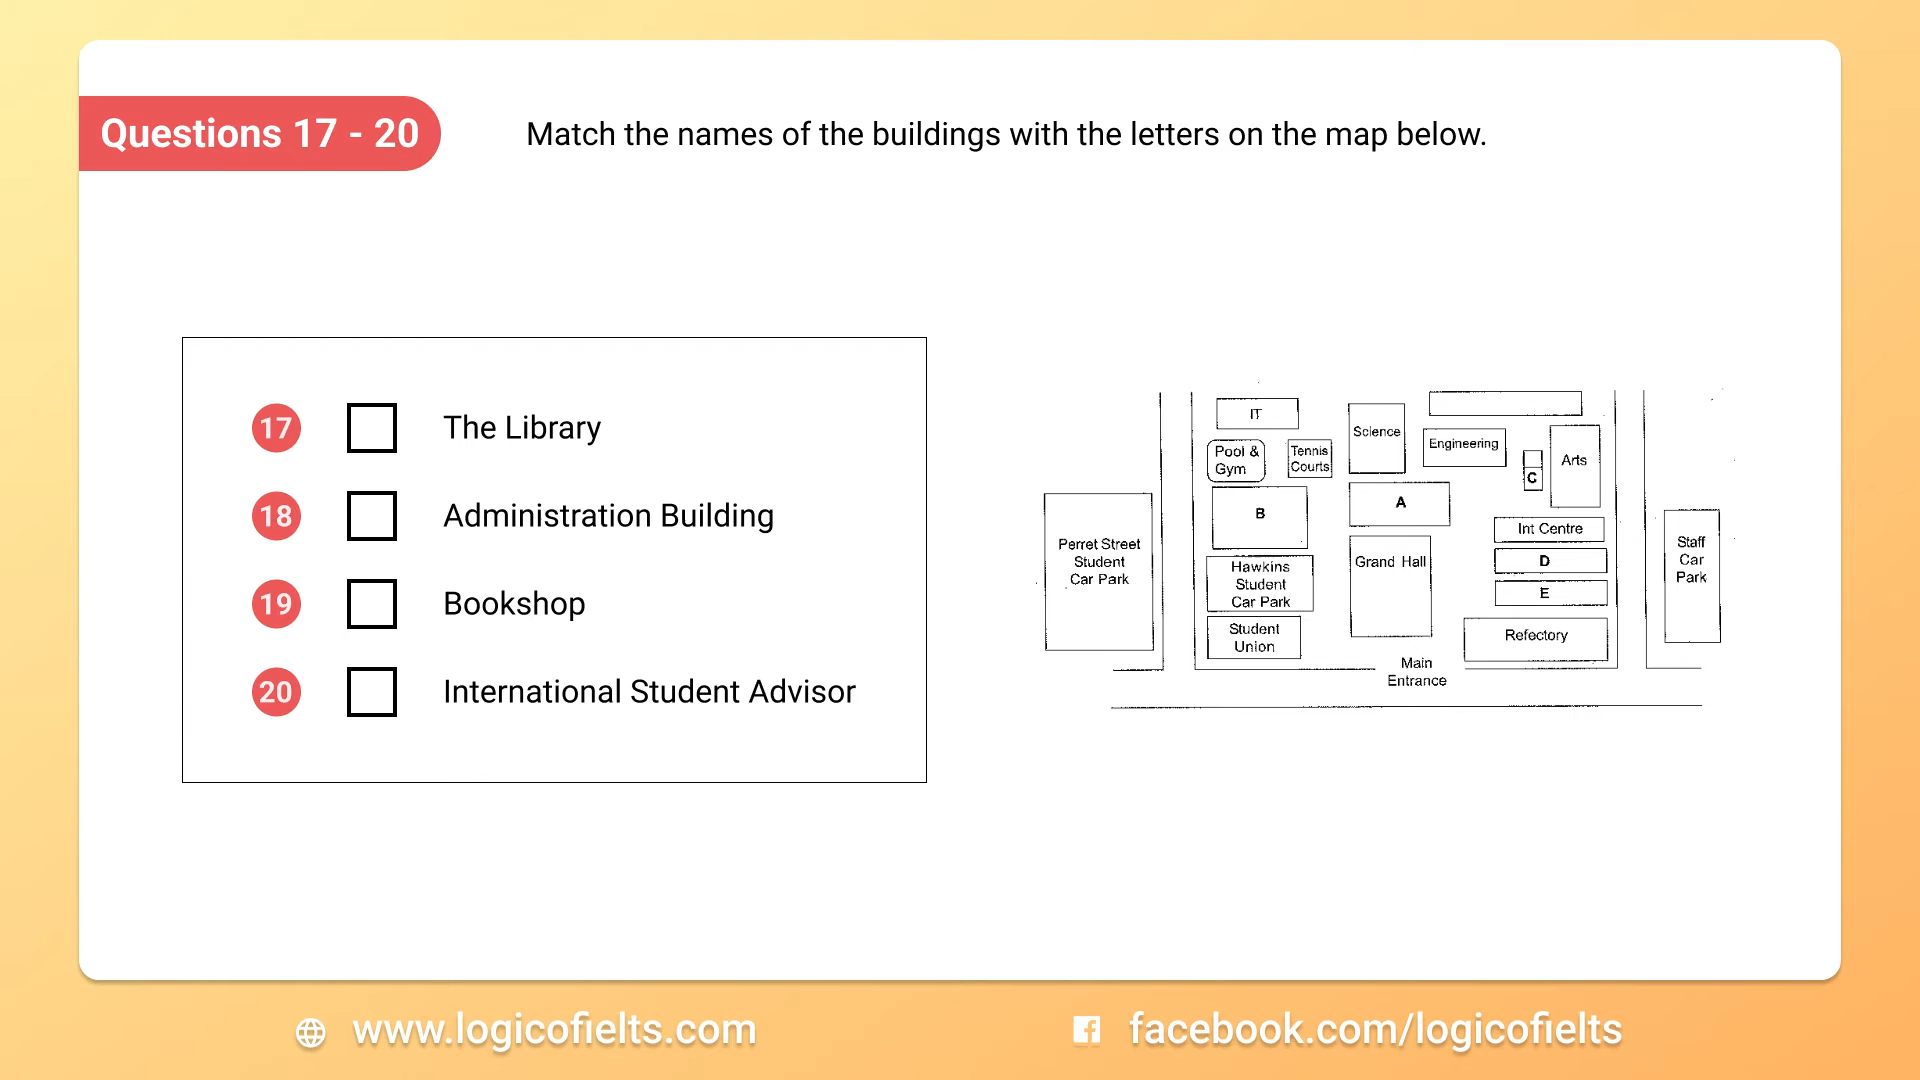 Questions 17 - 20
Match the names of the buildings with the letters on the map below.
17 The Library
18 Administration Building
19 Bookshop
20 International Student Advisor
IT
Science
Engineering
Pool &
Gym
Tennis
Courts
C
Arts
B
A
Int Centre
Perret Street
Student
Car Park
Hawkins
Student
Car Park
Grand Hall
D
E
Staff
Car
Park
Student
Union
Refectory
Main
Entrance
www.logicofielts.com
facebook.com/logicofielts